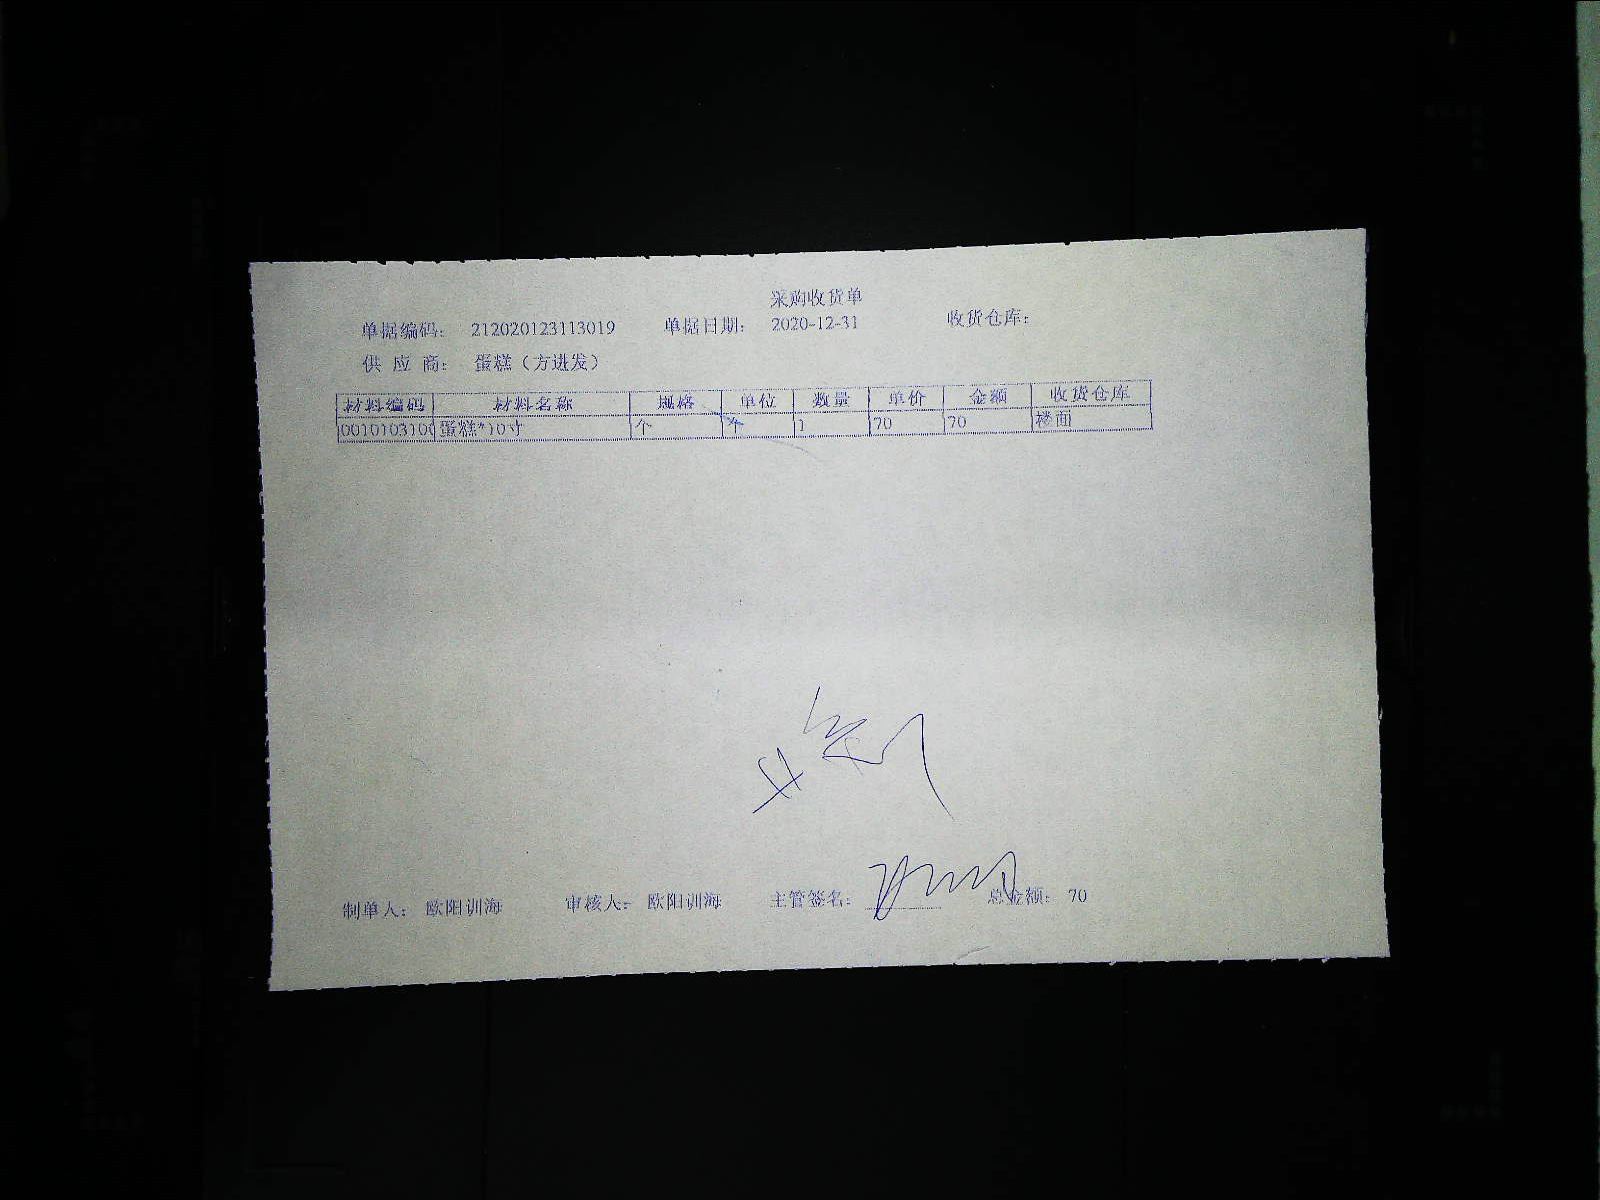 采购收货单
单据编码： 212020123113019 单据日期： 2020-12-31 收货仓库：
供 应 商： 蛋糕（方进发）
材料编码 材料名称 规格 单位 数量 单价 金额 收货仓库
0010103100 蛋糕*10寸 个 个 1 70 70 楼面
制单人： 欧阳训海 审核人： 欧阳训海 主管签名： 总金额： 70